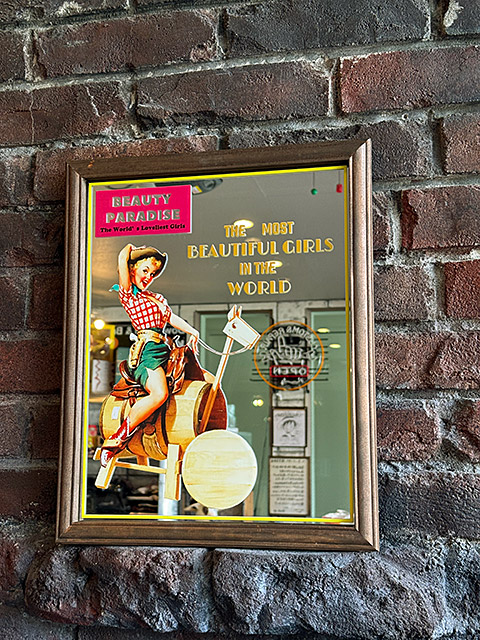 BEAUTY
PARADISE
The World's Loveliest Girls
THE MOST
BEAUTIFUL GIRLS
IN THE
WORLD